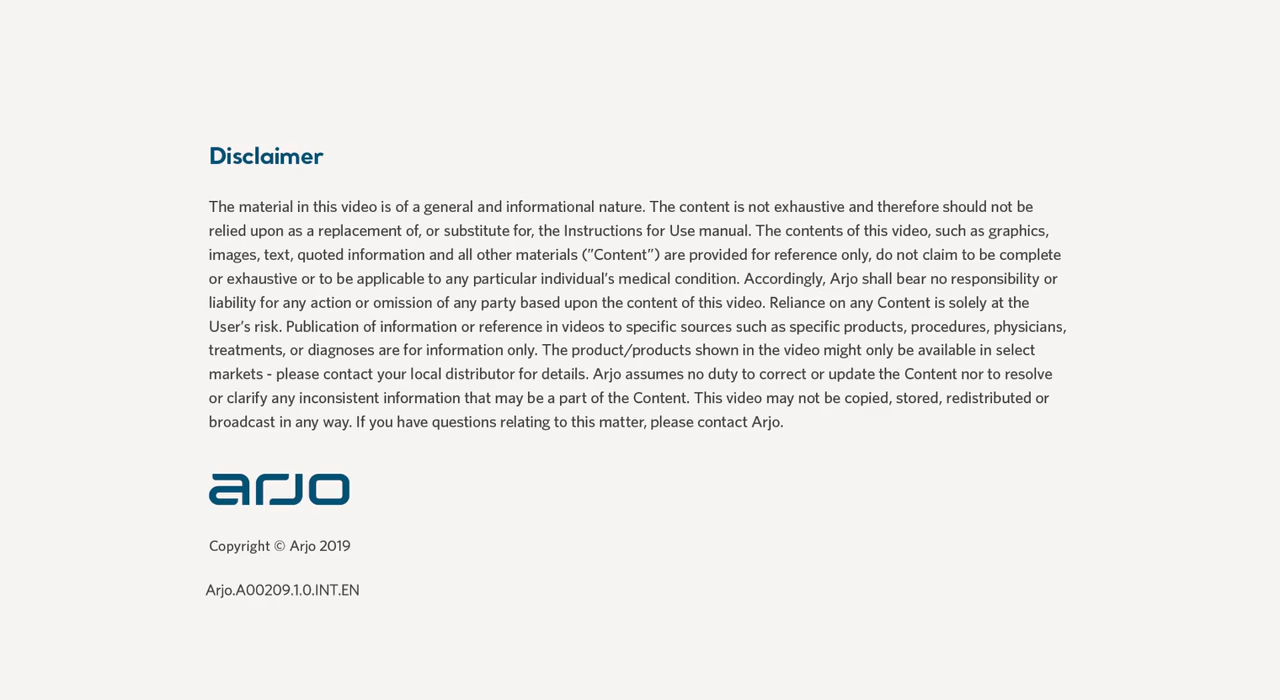 Disclaimer
The material in this video is of a general and informational nature. The content is not exhaustive and therefore should not be
relied upon as a replacement of, or substitute for, the Instructions for Use manual. The contents of this video, such as graphics,
images, text, quoted information and all other materials (”Content”) are provided for reference only, do not claim to be complete
or exhaustive or to be applicable to any particular individual’s medical condition. Accordingly, Arjo shall bear no responsibility or
liability for any action or omission of any party based upon the content of this video. Reliance on any Content is solely at the
User’s risk. Publication of information or reference in videos to specific sources such as specific products, procedures, physicians,
treatments, or diagnoses are for information only. The product/products shown in the video might only be available in select
markets - please contact your local distributor for details. Arjo assumes no duty to correct or update the Content nor to resolve
or clarify any inconsistent information that may be a part of the Content. This video may not be copied, stored, redistributed or
broadcast in any way. If you have questions relating to this matter, please contact Arjo.
arjo
Copyright © Arjo 2019
Arjo.A00209.1.0.INT.EN